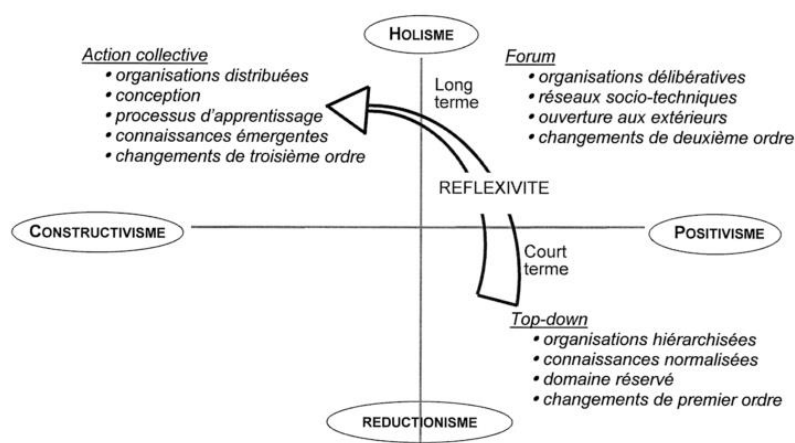 HOLISME
Action collective
• organisations distribuées
• conception
• processus d'apprentissage
• connaissances émergentes
• changements de troisième ordre
Long
terme
Forum
• organisations délibératives
• réseaux socio-techniques
• ouverture aux extérieurs
• changements de deuxième ordre
REFLEXIVITE
CONSTRUCTIVISME
POSITIVISME
Court
terme
Top-down
• organisations hiérarchisées
• connaissances normalisées
• domaine réservé
• changements de premier ordre
REDUCTIONISME